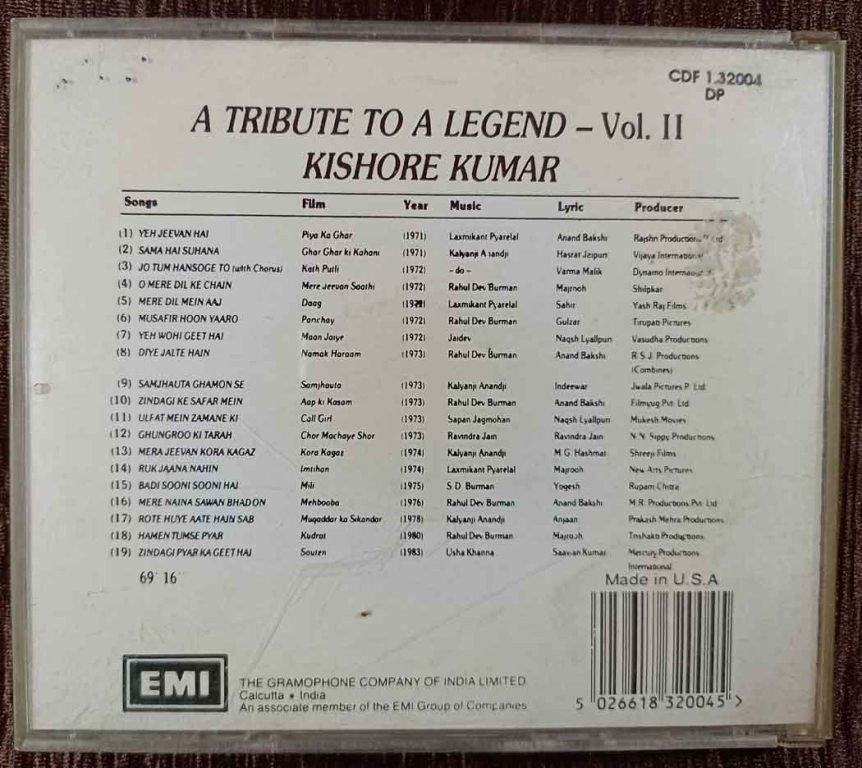 CDF 1.32004
DP
A TRIBUTE TO A LEGEND – Vol. II
KISHORE KUMAR
Songs Film Year Music Lyric Producer
(1) YEH JEEVAN HAI Piya Ka Ghar (1971) Laxmikant Pyarelal Anand Bakshi Rajshri Productions
(2) SAMA HAI SUHANA Ghar Ghar ki Kahani (1971) Kalyanji Anandji Hasrat Jaipuri Vijaya International
(3) JO TUM HANSOGE TO (with Chorus) Kath Putli (1972) – do – Varma Malik Dynamo
(4) O MERE DIL KE CHAIN Mere Jeevan Saathi (1972) Rahul Dev Burman Majrooh Shilpkar
(5) MERE DIL MEIN AAJ Daag Laxmikant Pyarelal Sahir Yash Raj Films
(6) MUSAFIR HOON YAARO Parichay (1972) Rahul Dev Burman Gulzar Tirupati Pictures
(7) YEH WOHI GEET HAI Maan Jaiye (1972) Jaidev Naqsh Lyallpuri Vasudha Productions
(8) DIYE JALTE HAIN Namak Haraam (1973) Rahul Dev Burman Anand Bakshi R.S.J. Productions
(Combines)
(9) SAMJHAUTA GHAMON SE Samjhauta (1973) Kalyanji Anandji Indeewar Jwala Pictures P. Ltd
(10) ZINDAGI KE SAFAR MEIN Aap ki Kasam (1973) Rahul Dev Burman Anand Bakshi Filmyug Pvt. Ltd
(11) ULFAT MEIN ZAMANE KI Call Girl (1973) Sapan Jagmohan Naqsh Lyallpuri Mukesh Movies
(12) GHUNGROO KI TARAH Chor Machaye Shor (1973) Ravindra Jain Ravindra Jain N.N. Sippy Productions
(13) MERA JEEVAN KORA KAGAZ Kora Kagaz (1974) Kalyanji Anandji M.G. Hashmat Shreeji Films
(14) RUK JAANA NAHIN Imtihan (1974) Laxmikant Pyarelal Majrooh New Arts Pictures
(15) BADI SOONI SOONI HAI Mili (1975) S.D. Burman Yogesh Rupam Chitra
(16) MERE NAINA SAWAN BHADON Mehbooba (1976) Rahul Dev Burman Anand Bakshi M.R. Productions Pvt. Ltd
(17) ROTE HUYE AATE HAIN SAB Muqaddar ka Sikandar (1978) Kalyanji Anandji Anjaan Prakash Mehra Productions
(18) HAMEN TUMSE PYAR Kudrat (1980) Rahul Dev Burman Majrooh Trishakti Productions
(19) ZINDAGI PYAR KA GEET HAI Souten (1983) Usha Khanna Saawan Kumar Mercury Productions
International
69' 16
Made in U.S.A
EMI
THE GRAMOPHONE COMPANY OF INDIA LIMITED
Calcutta • India
An associate member of the EMI Group of Companies
5 026618 320045 >